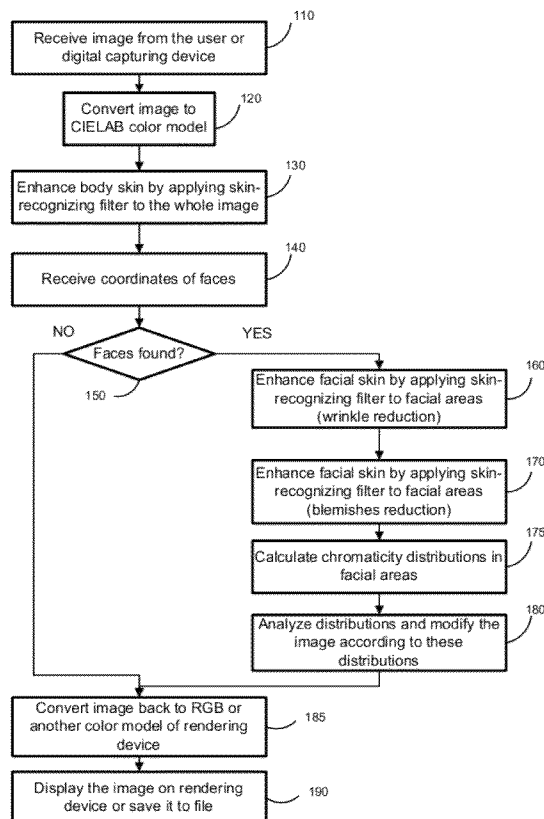 110
Receive image from the user or
digital capturing device
120
Convert image to
CIELAB color model
130
Enhance body skin by applying skin-
recognizing filter to the whole image
140
Receive coordinates of faces
NO
YES
Faces found?
150
160
Enhance facial skin by applying skin-
recognizing filter to facial areas
(wrinkle reduction)
170
Enhance facial skin by applying skin-
recognizing filter to facial areas
(blemishes reduction)
175
Calculate chromaticity distributions in
facial areas
180
Analyze distributions and modify the
image according to these
distributions
Convert image back to RGB or
another color model of rendering
device
185
Display the image on rendering
device or save it to file
190